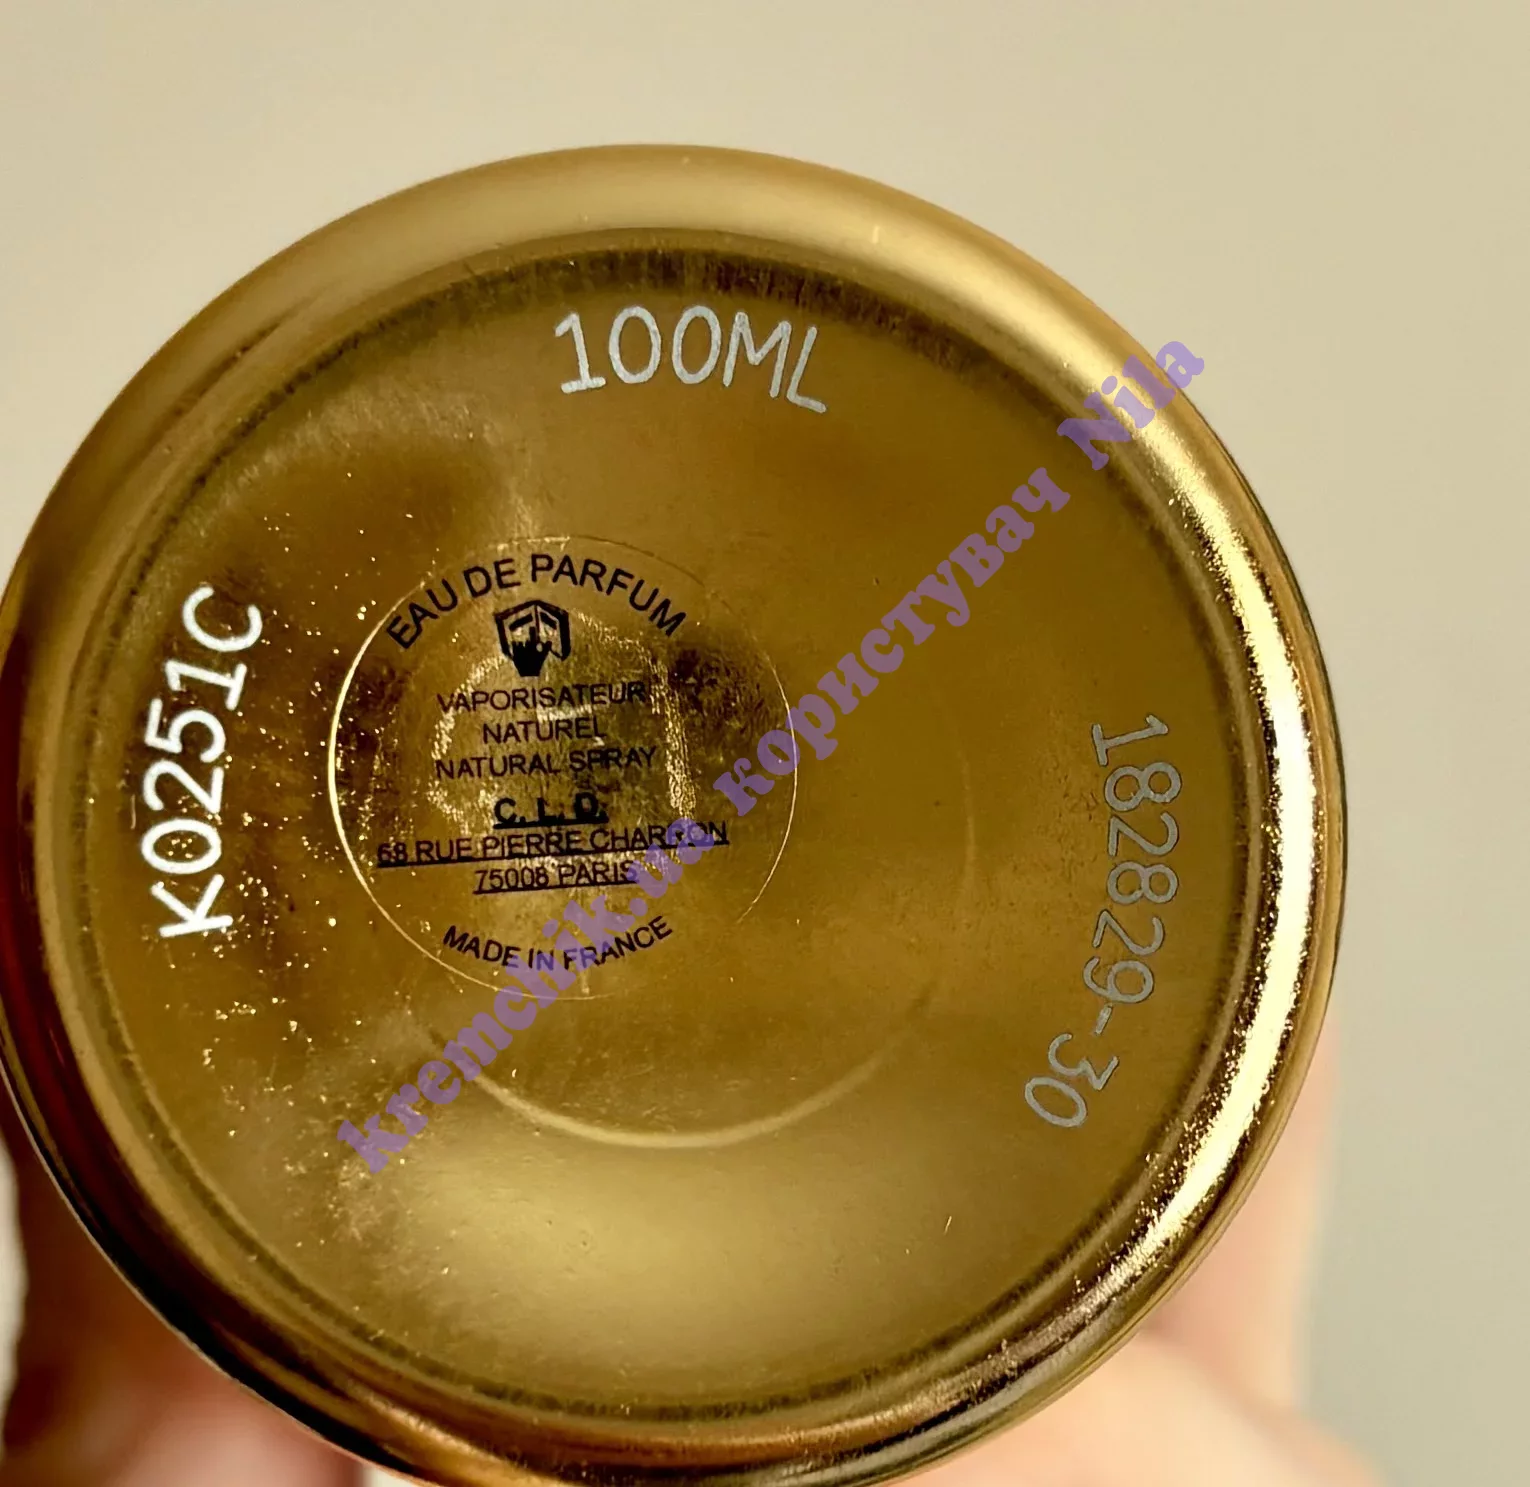 100ML
EAU DE PARFUM
VAPORISATEUR
NATUREL
NATURAL SPRAY
C. L. D.
68 RUE PIERRE CHARRON
75008 PARIS
MADE IN FRANCE
K0251C
182829-30
kremchik.ua користувач Nila